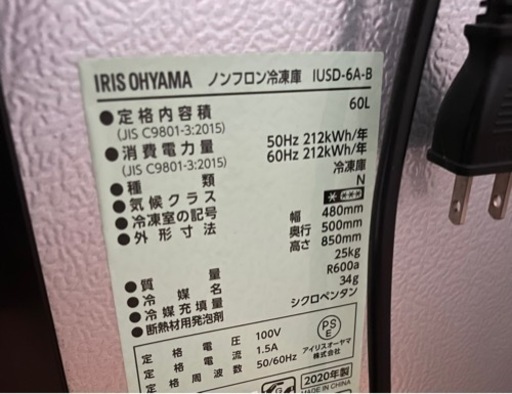 IRIS OHYAMA ノンフロン冷凍庫 IUSD-6A-B
●定格内容積 60L
(JIS C9801-3:2015)
●消費電力量 50Hz 212kWh/年
(JIS C9801-3:2015) 60Hz 212kWh/年
●種類 冷凍庫
●気候クラス N
●冷凍室の記号
●外形寸法 幅 480mm
奥行 500mm
高さ 850mm
●質量 25kg
●冷媒名 R600a
●冷媒充填量 34g
●断熱材用発泡剤 シクロペンタン
定格電圧 100V
定格電流 1.5A
定格周波数 50/60Hz
PS
E
アイリスオーヤマ
株式会社
2020年製
MADE IN CHINA